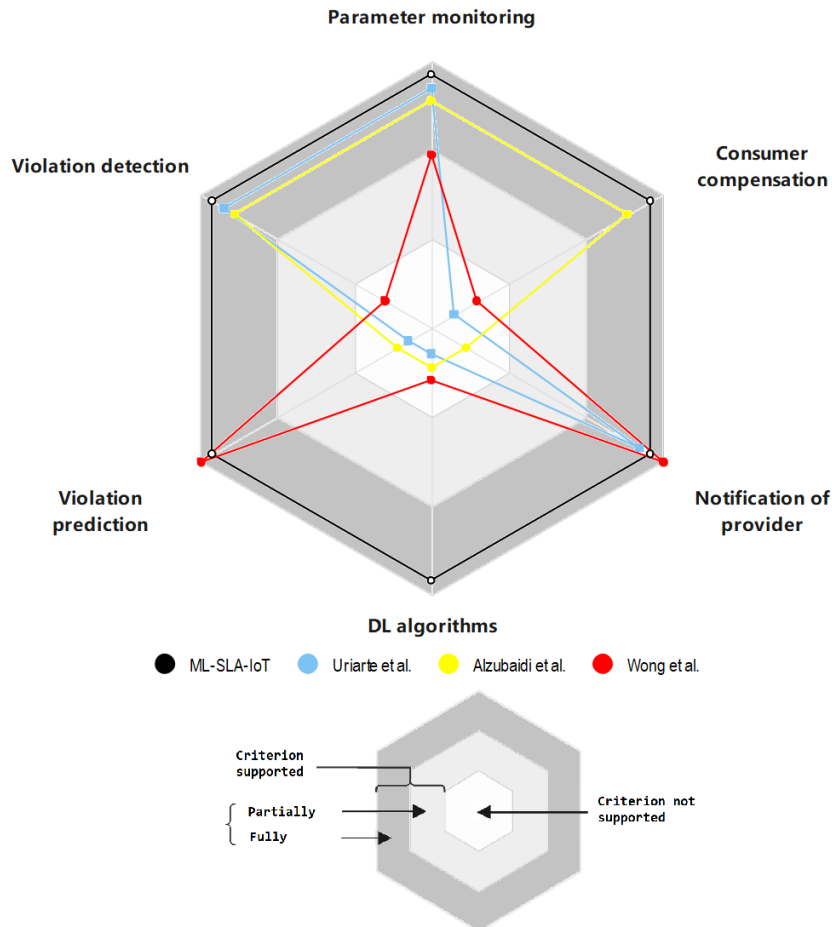 Parameter monitoring
Violation detection
Consumer
compensation
Violation
prediction
Notification of
provider
DL algorithms
ML-SLA-IoT
Uriarte et al.
Alzubaidi et al.
Wong et al.
Criterion
supported
Partially
Fully
Criterion not
supported